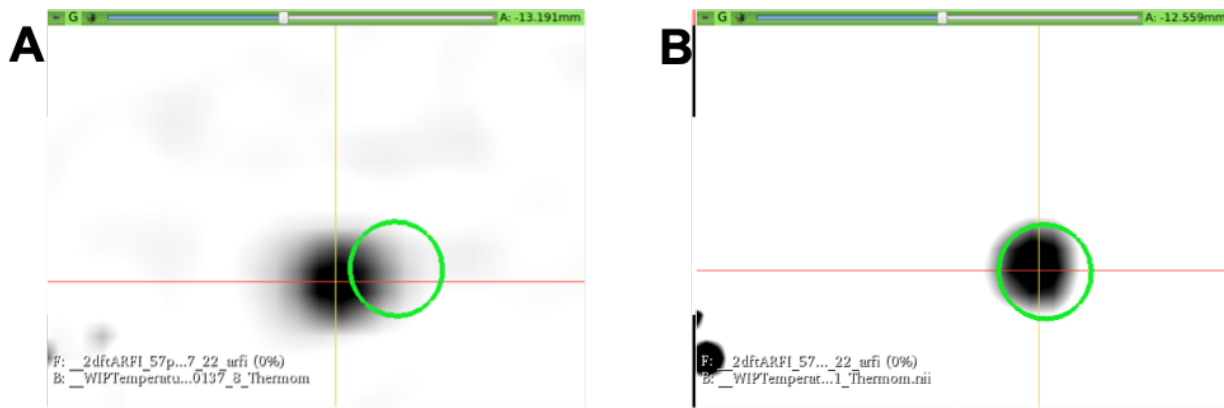 A
G A: -13.191mm
F: __2dftARFI_57p...7_22_arfi (0%)
B: __WIPTemperatu...0137_8_Thermom
B
G A: -12.559mm
F: __2dftARFI_57..._22_arfi (0%)
B: __WIPTemperat...1_Thermom.nii